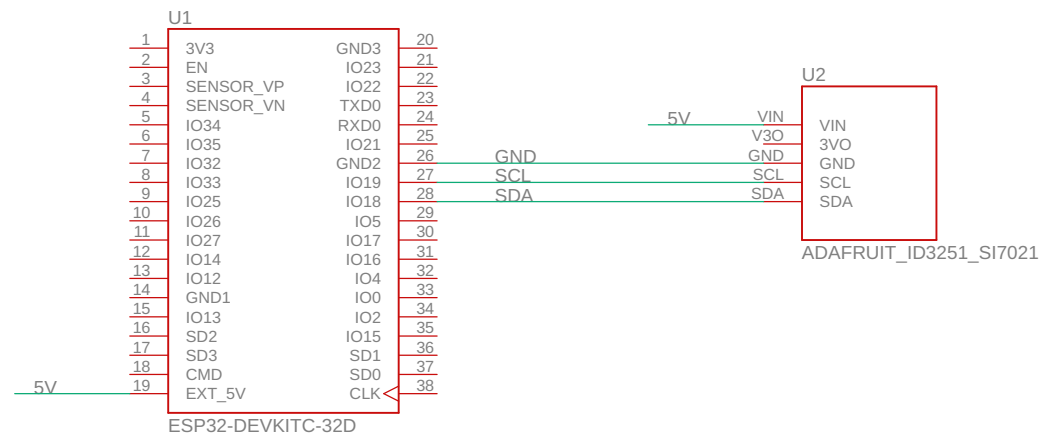 U1
1 3V3 GND3 20
2 EN IO23 21
3 SENSOR_VP IO22 22
4 SENSOR_VN TXD0 23
5 IO34 RXD0 24
6 IO35 IO21 25
7 IO32 GND2 26
8 IO33 IO19 27
9 IO25 IO18 28
10 IO26 IO5 29
11 IO27 IO17 30
12 IO14 IO16 31
13 IO12 IO4 32
14 GND1 IO0 33
15 IO13 IO2 34
16 SD2 IO15 35
17 SD3 SD1 36
18 CMD SD0 37
5V 19 EXT_5V CLK 38
ESP32-DEVKITC-32D
GND
SCL
SDA
U2
5V VIN VIN
V3O 3VO
GND GND
SCL SCL
SDA SDA
ADAFRUIT_ID3251_SI7021